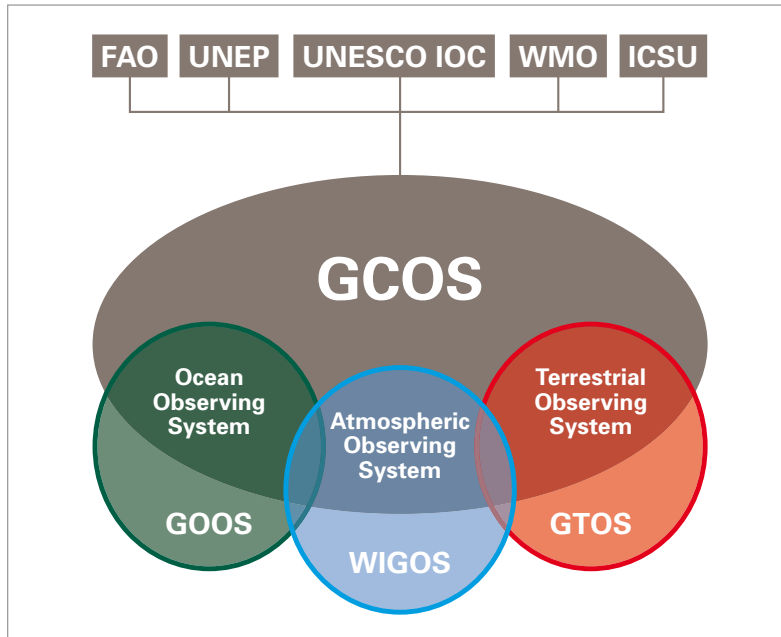 FAO UNEP UNESCO IOC WMO ICSU
GCOS
Ocean
Observing
System
Atmospheric
Observing
System
Terrestrial
Observing
System
GOOS
WIGOS
GTOS